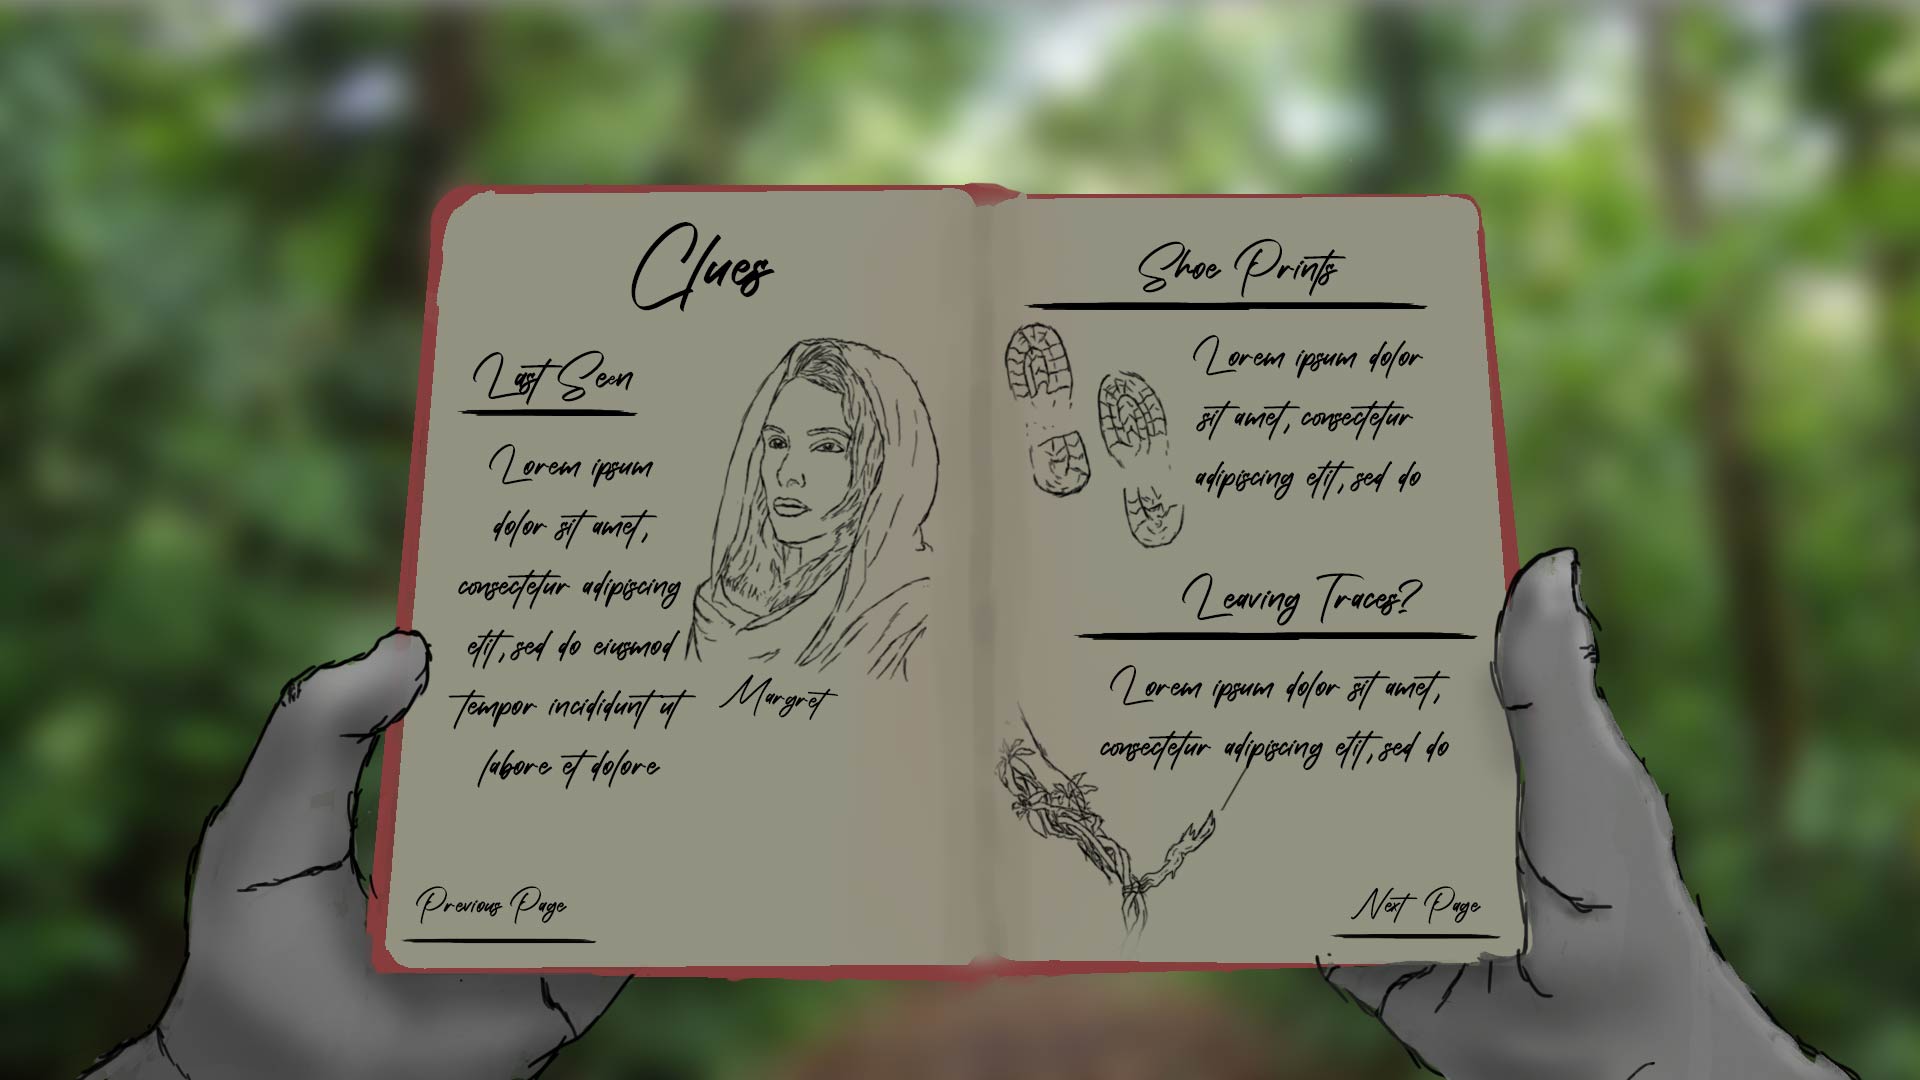 Clues
Last Seen
Lorem ipsum
dolor sit amet,
consectetur adipiscing
elit, sed do eiusmod
tempor incididunt ut
labore et dolore
Margret
Previous Page
Shoe Prints
Lorem ipsum dolor
sit amet, consectetur
adipiscing elit, sed do
Leaving Traces?
Lorem ipsum dolor sit amet,
consectetur adipiscing elit, sed do
Next Page